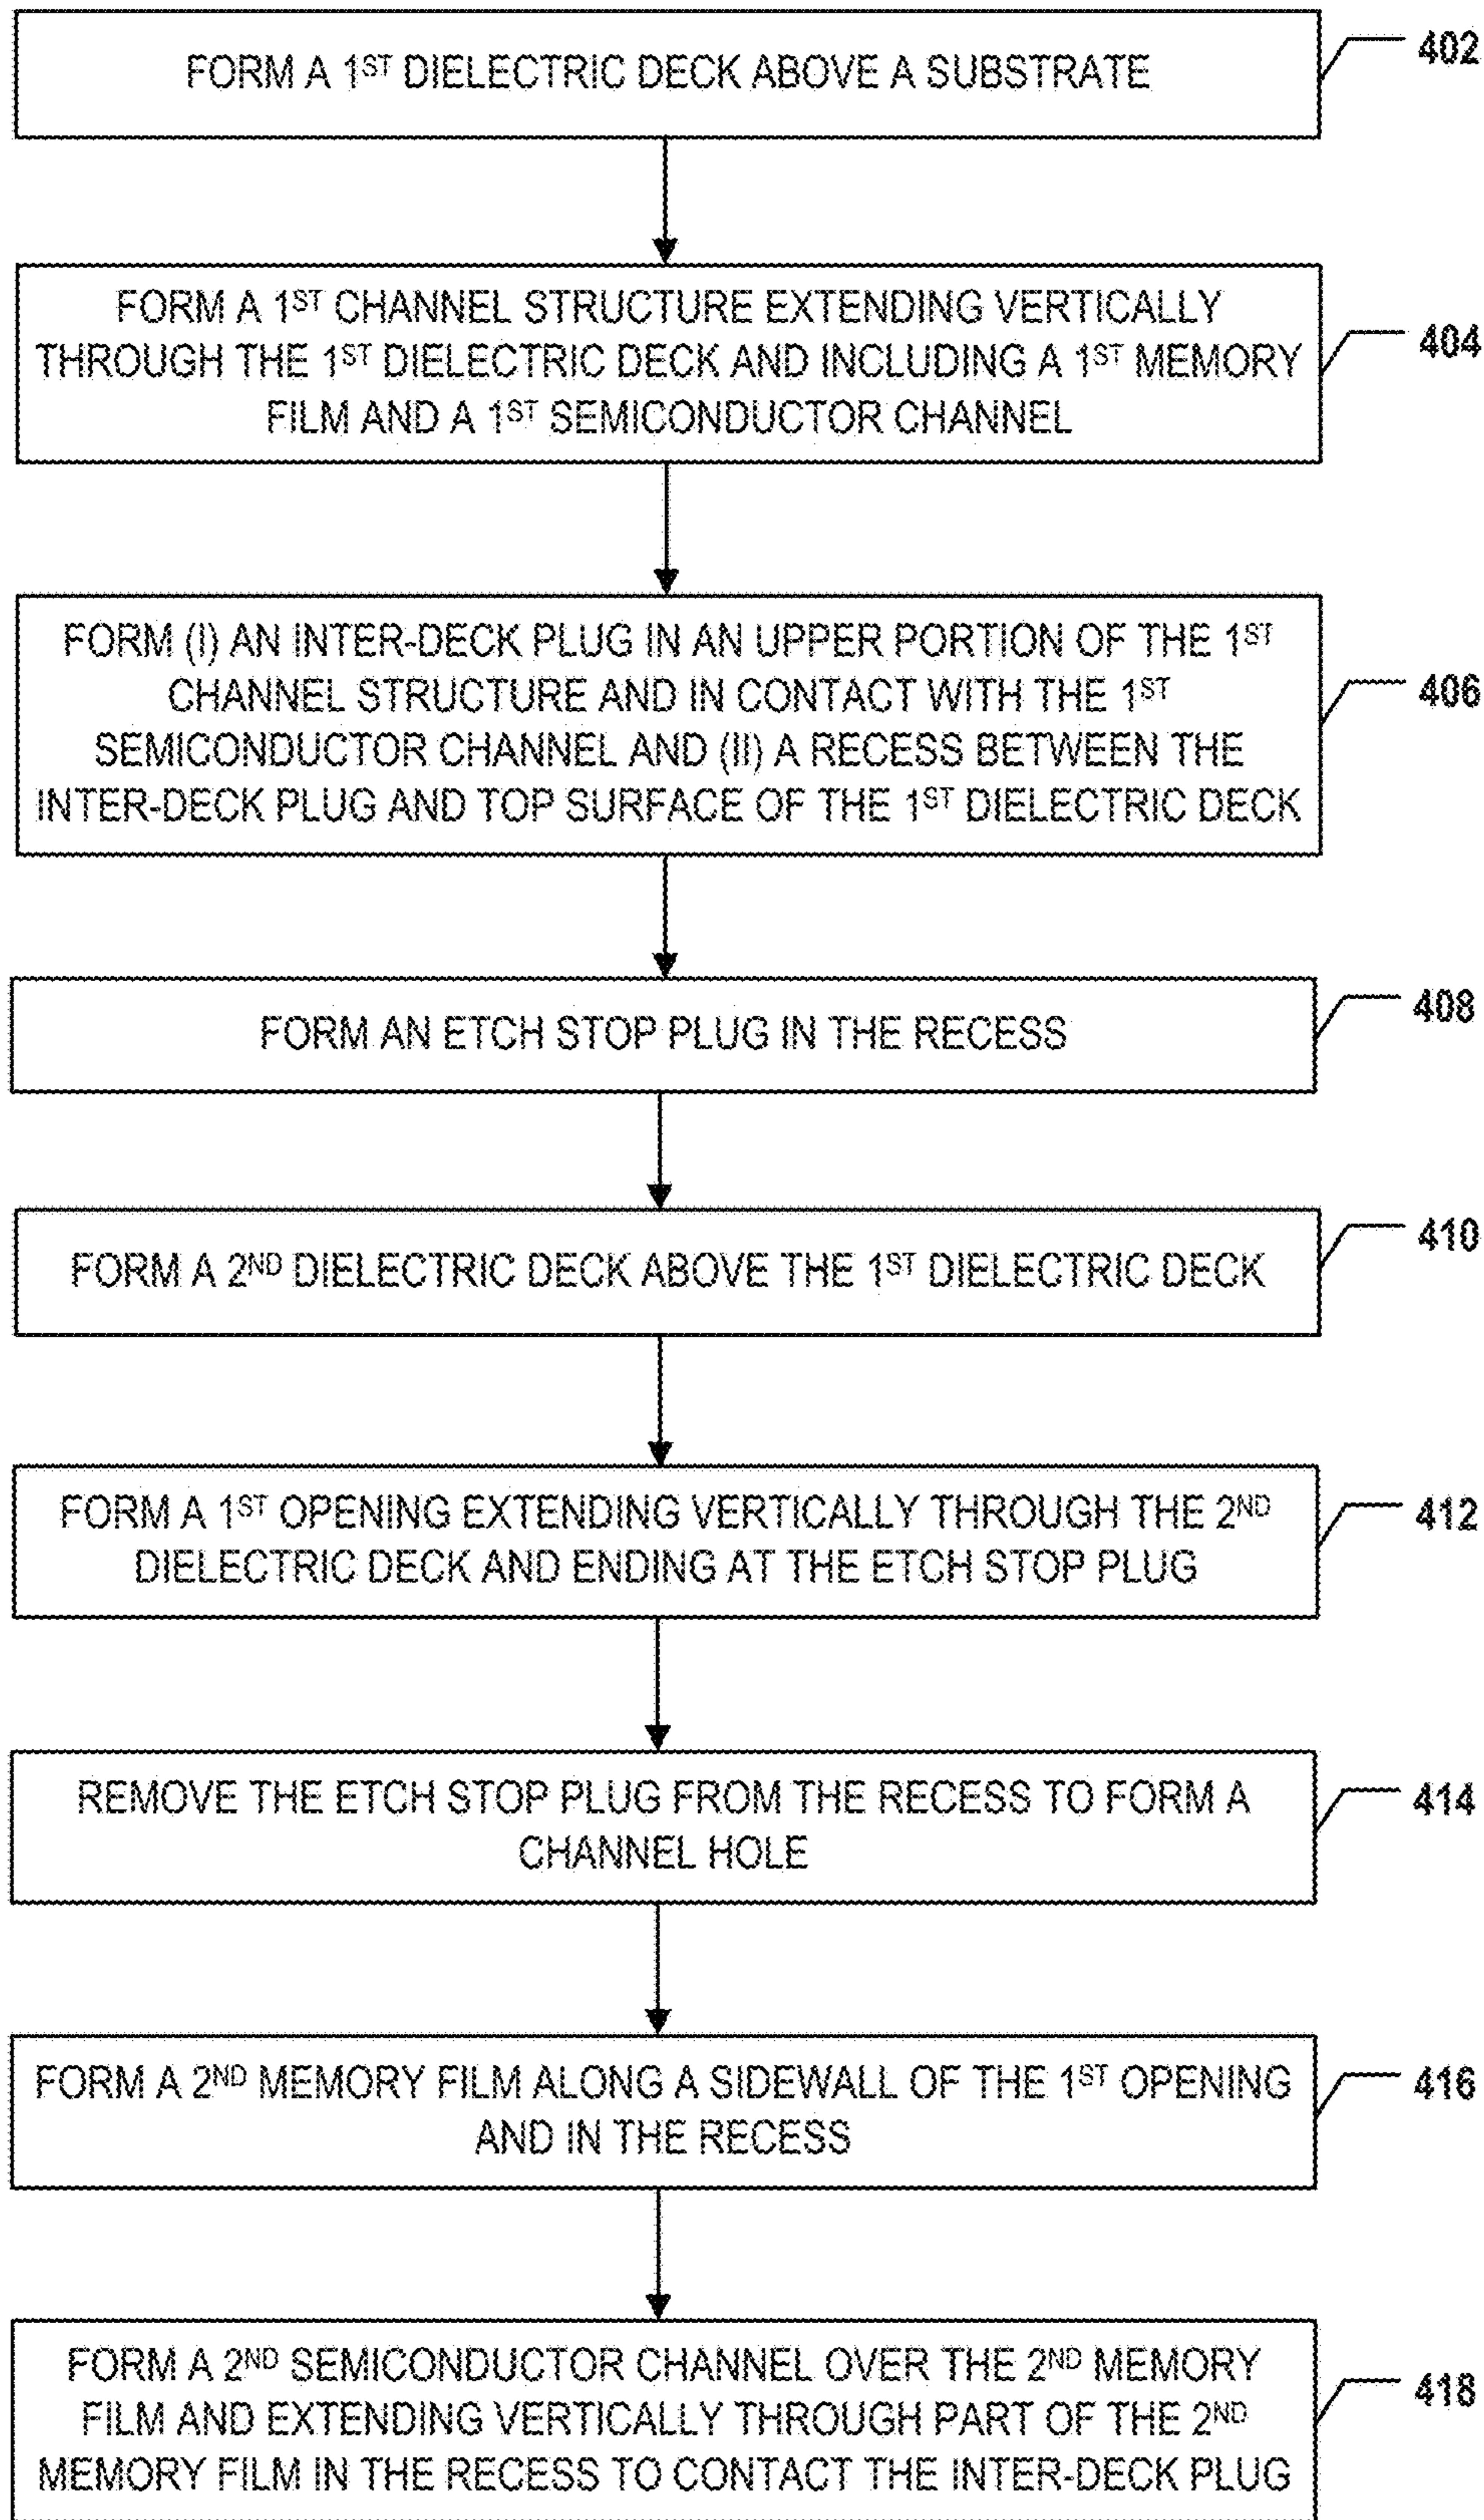 FORM A 1ST DIELECTRIC DECK ABOVE A SUBSTRATE
402
FORM A 1ST CHANNEL STRUCTURE EXTENDING VERTICALLY
THROUGH THE 1ST DIELECTRIC DECK AND INCLUDING A 1ST MEMORY
FILM AND A 1ST SEMICONDUCTOR CHANNEL
404
FORM (I) AN INTER-DECK PLUG IN AN UPPER PORTION OF THE 1ST
CHANNEL STRUCTURE AND IN CONTACT WITH THE 1ST
SEMICONDUCTOR CHANNEL AND (II) A RECESS BETWEEN THE
INTER-DECK PLUG AND TOP SURFACE OF THE 1ST DIELECTRIC DECK
406
FORM AN ETCH STOP PLUG IN THE RECESS
408
FORM A 2ND DIELECTRIC DECK ABOVE THE 1ST DIELECTRIC DECK
410
FORM A 1ST OPENING EXTENDING VERTICALLY THROUGH THE 2ND
DIELECTRIC DECK AND ENDING AT THE ETCH STOP PLUG
412
REMOVE THE ETCH STOP PLUG FROM THE RECESS TO FORM A
CHANNEL HOLE
414
FORM A 2ND MEMORY FILM ALONG A SIDEWALL OF THE 1ST OPENING
AND IN THE RECESS
416
FORM A 2ND SEMICONDUCTOR CHANNEL OVER THE 2ND MEMORY
FILM AND EXTENDING VERTICALLY THROUGH PART OF THE 2ND
MEMORY FILM IN THE RECESS TO CONTACT THE INTER-DECK PLUG
418